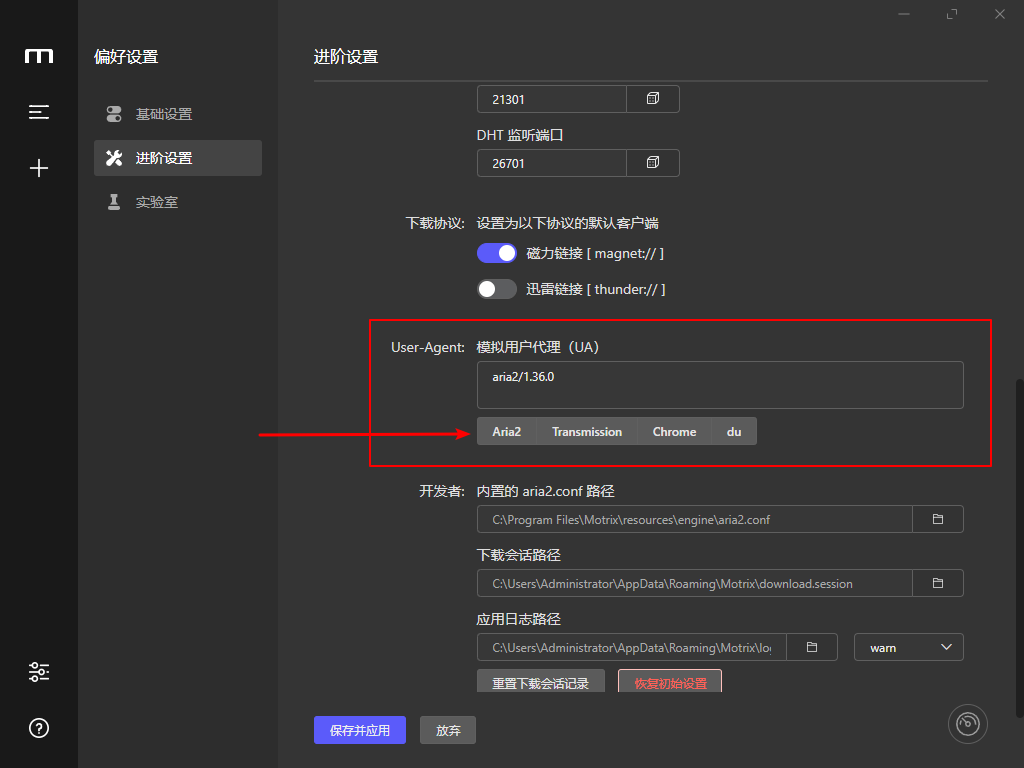 偏好设置
基础设置
进阶设置
实验室
进阶设置
21301
DHT 监听端口
26701
下载协议: 设置为以下协议的默认客户端
磁力链接 [ magnet:// ]
迅雷链接 [ thunder:// ]
User-Agent: 模拟用户代理（UA）
aria2/1.36.0
Aria2 Transmission Chrome du
开发者: 内置的 aria2.conf 路径
C:\Program Files\Motrix\resources\engine\aria2.conf
下载会话路径
C:\Users\Administrator\AppData\Roaming\Motrix\download.session
应用日志路径
C:\Users\Administrator\AppData\Roaming\Motrix\lo warn
重置下载会话记录 恢复初始设置
保存并应用 放弃